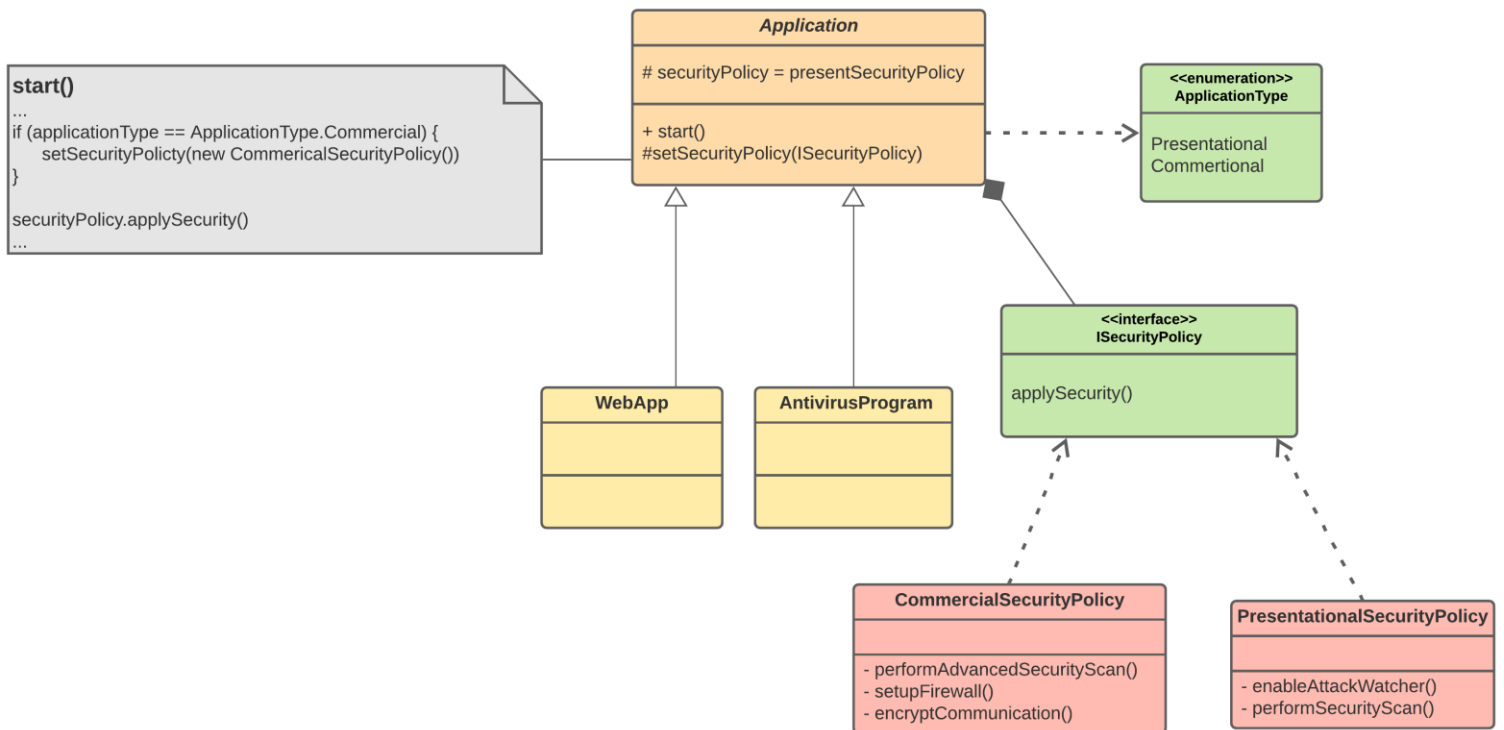 Application
# securityPolicy = presentSecurityPolicy
+ start()
#setSecurityPolicy(ISecurityPolicy)
start()
...
if (applicationType == ApplicationType.Commercial) {
setSecurityPolicty(new CommericalSecurityPolicy())
}
securityPolicy.applySecurity()
...
<<enumeration>>
ApplicationType
Presentational
Commertional
<<interface>>
ISecurityPolicy
applySecurity()
WebApp
AntivirusProgram
CommercialSecurityPolicy
- performAdvancedSecurityScan()
- setupFirewall()
- encryptCommunication()
PresentationalSecurityPolicy
- enableAttackWatcher()
- performSecurityScan()